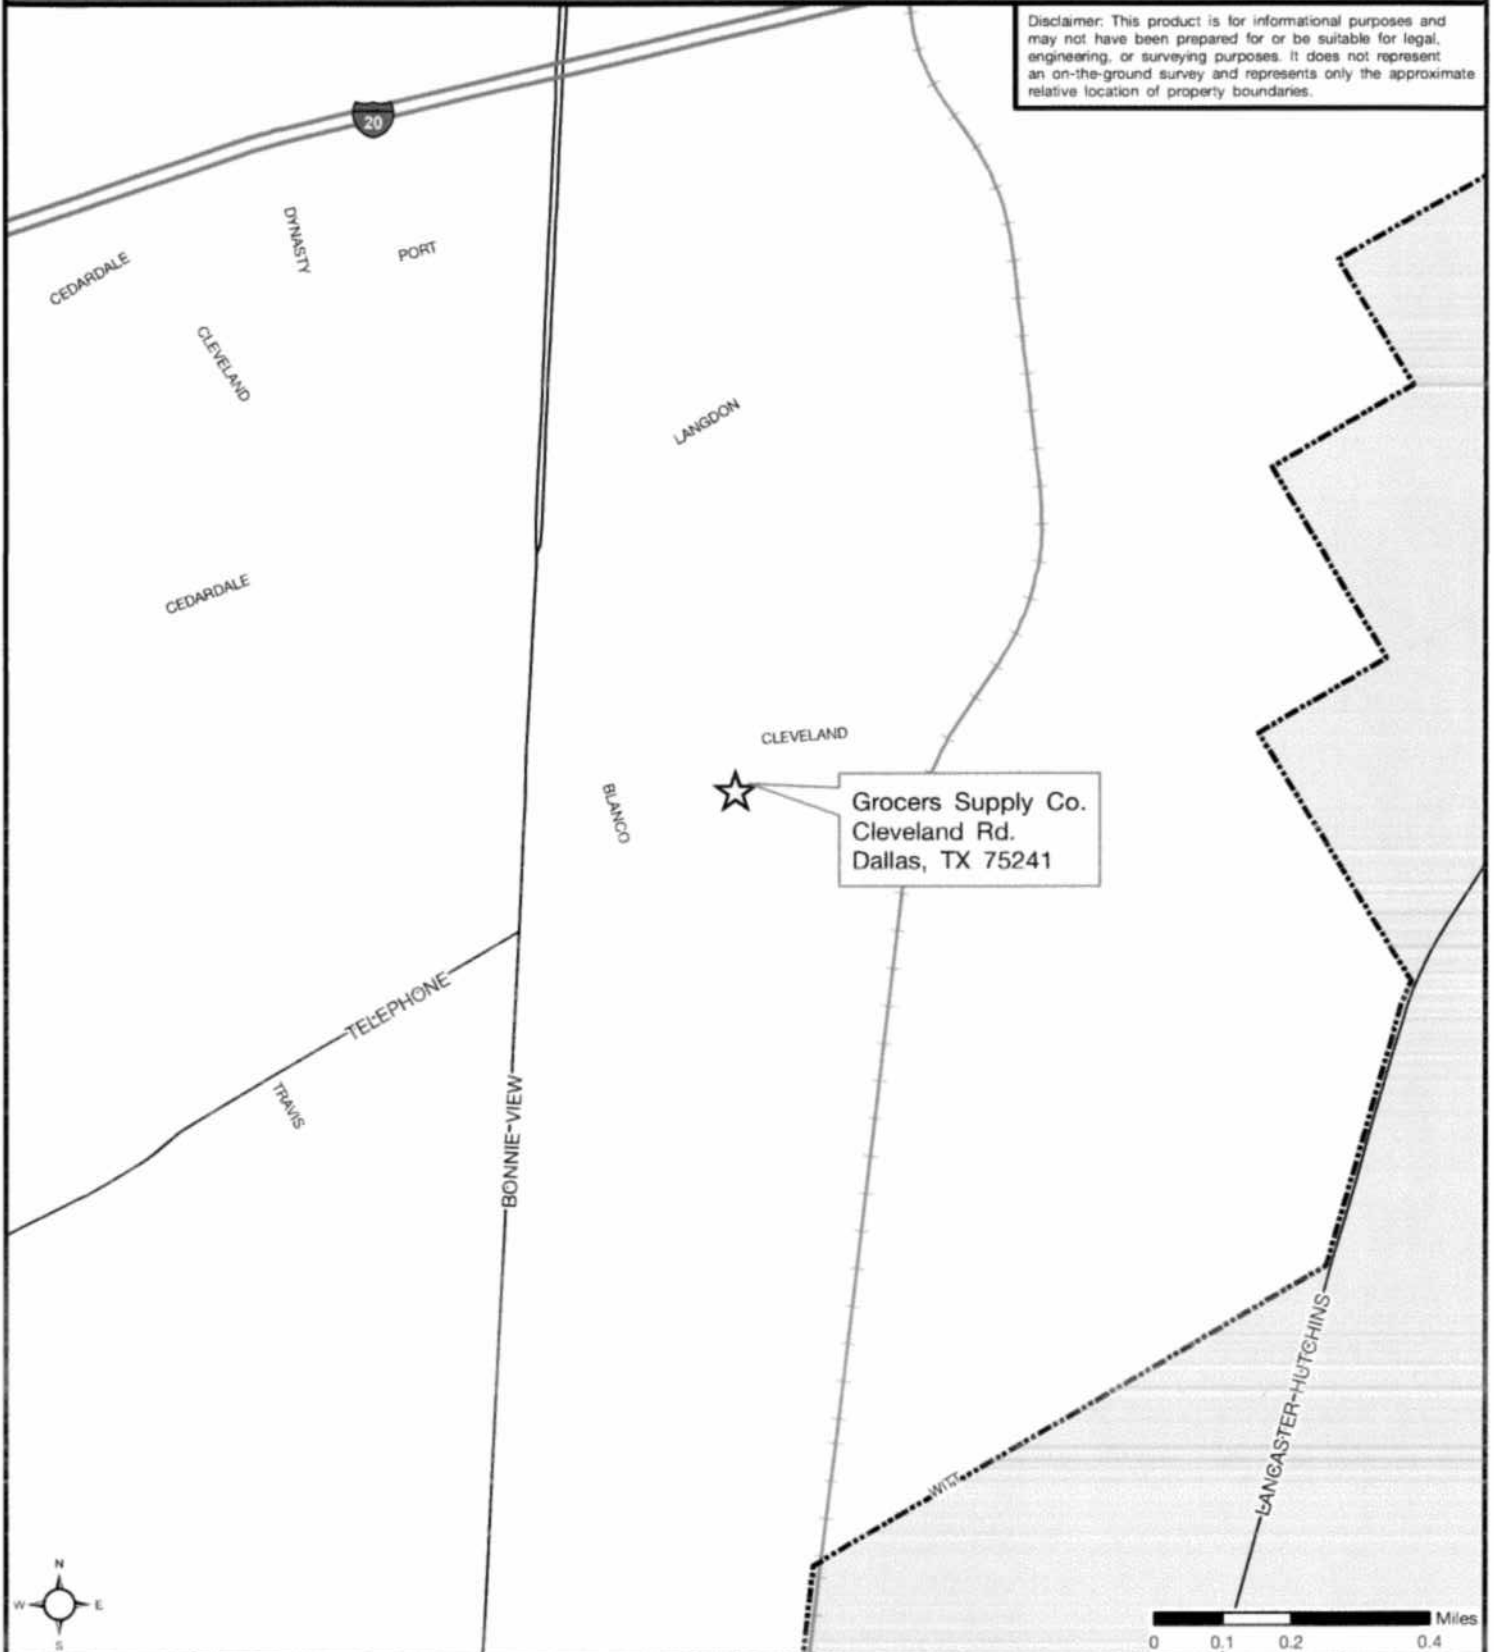 Disclaimer: This product is for informational purposes and
may not have been prepared for or be suitable for legal,
engineering, or surveying purposes. It does not represent
an on-the-ground survey and represents only the approximate
relative location of property boundaries.
20
DYNASTY
PORT
CEDARDALE
CLEVELAND
LANGDON
CEDARDALE
CLEVELAND
BLANCO
Grocers Supply Co.
Cleveland Rd.
Dallas, TX 75241
TELEPHONE
TRAVIS
BONNIE-VIEW
LANCASTER-HUTCHINS
WITT
N
W E
S
Miles
0 0.1 0.2 0.4